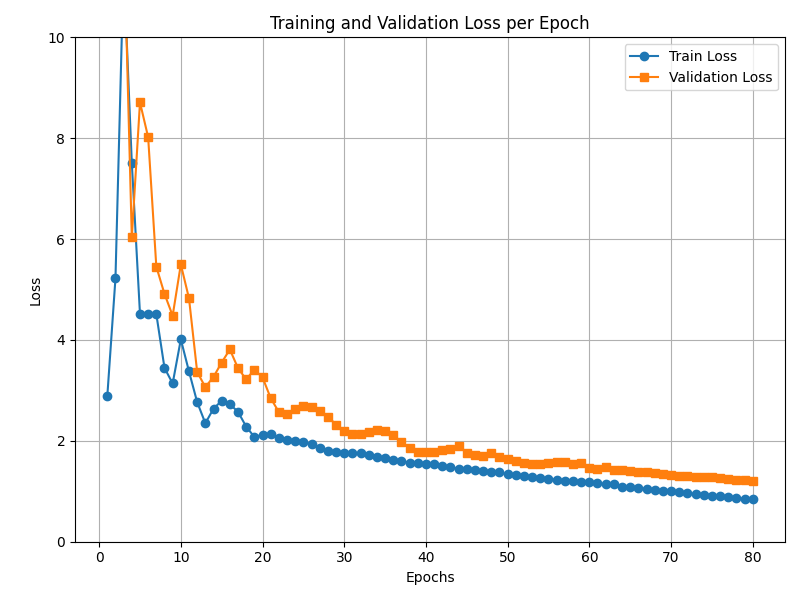 Training and Validation Loss per Epoch
Train Loss
Validation Loss
10
8
6
4
2
0
Loss
0 10 20 30 40 50 60 70 80
Epochs